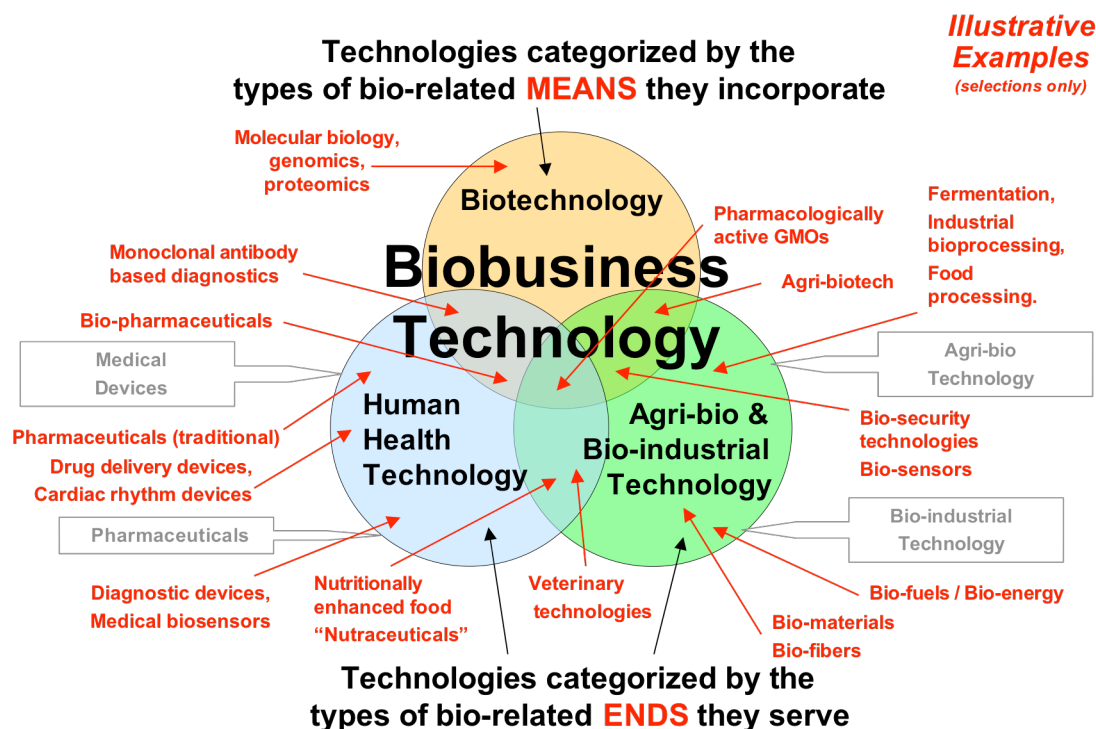 Illustrative
Examples
(selections only)
Technologies categorized by the
types of bio-related MEANS they incorporate
Molecular biology,
genomics,
proteomics
Biotechnology
Fermentation,
Industrial
bioprocessing,
Food
processing.
Pharmacologically
active GMOs
Monoclonal antibody
based diagnostics
Biobusiness
Technology
Agri-biotech
Bio-pharmaceuticals
Medical
Devices
Agri-bio
Technology
Human
Health
Technology
Agri-bio &
Bio-industrial
Technology
Pharmaceuticals (traditional)
Drug delivery devices,
Cardiac rhythm devices
Bio-security
technologies
Bio-sensors
Pharmaceuticals
Bio-industrial
Technology
Diagnostic devices,
Medical biosensors
Nutritionally
enhanced food
“Nutraceuticals”
Veterinary
technologies
Bio-fuels / Bio-energy
Bio-materials
Bio-fibers
Technologies categorized by the
types of bio-related ENDS they serve